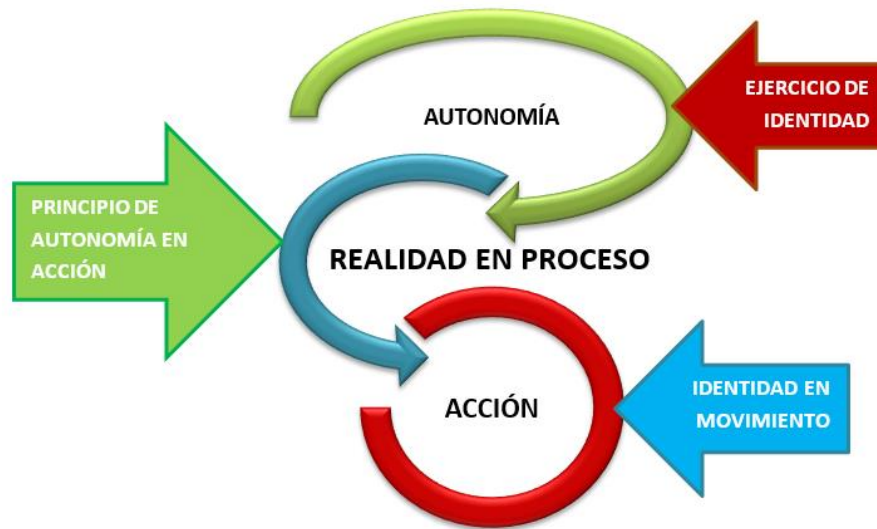 AUTONOMÍA
EJERCICIO DE
IDENTIDAD
PRINCIPIO DE
AUTONOMÍA EN
ACCIÓN
REALIDAD EN PROCESO
ACCIÓN
IDENTIDAD EN
MOVIMIENTO